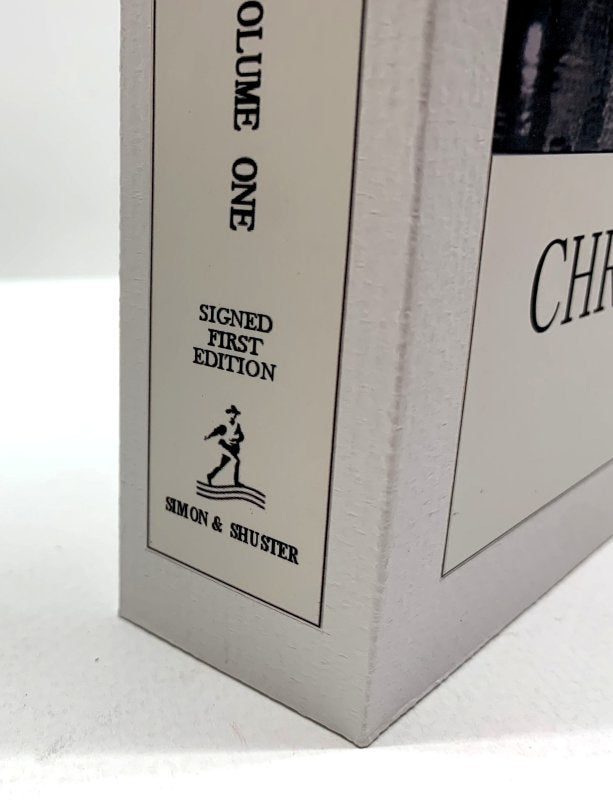 OLUME ONE
SIGNED
FIRST
EDITION
SIMON & SHUSTER
CHR